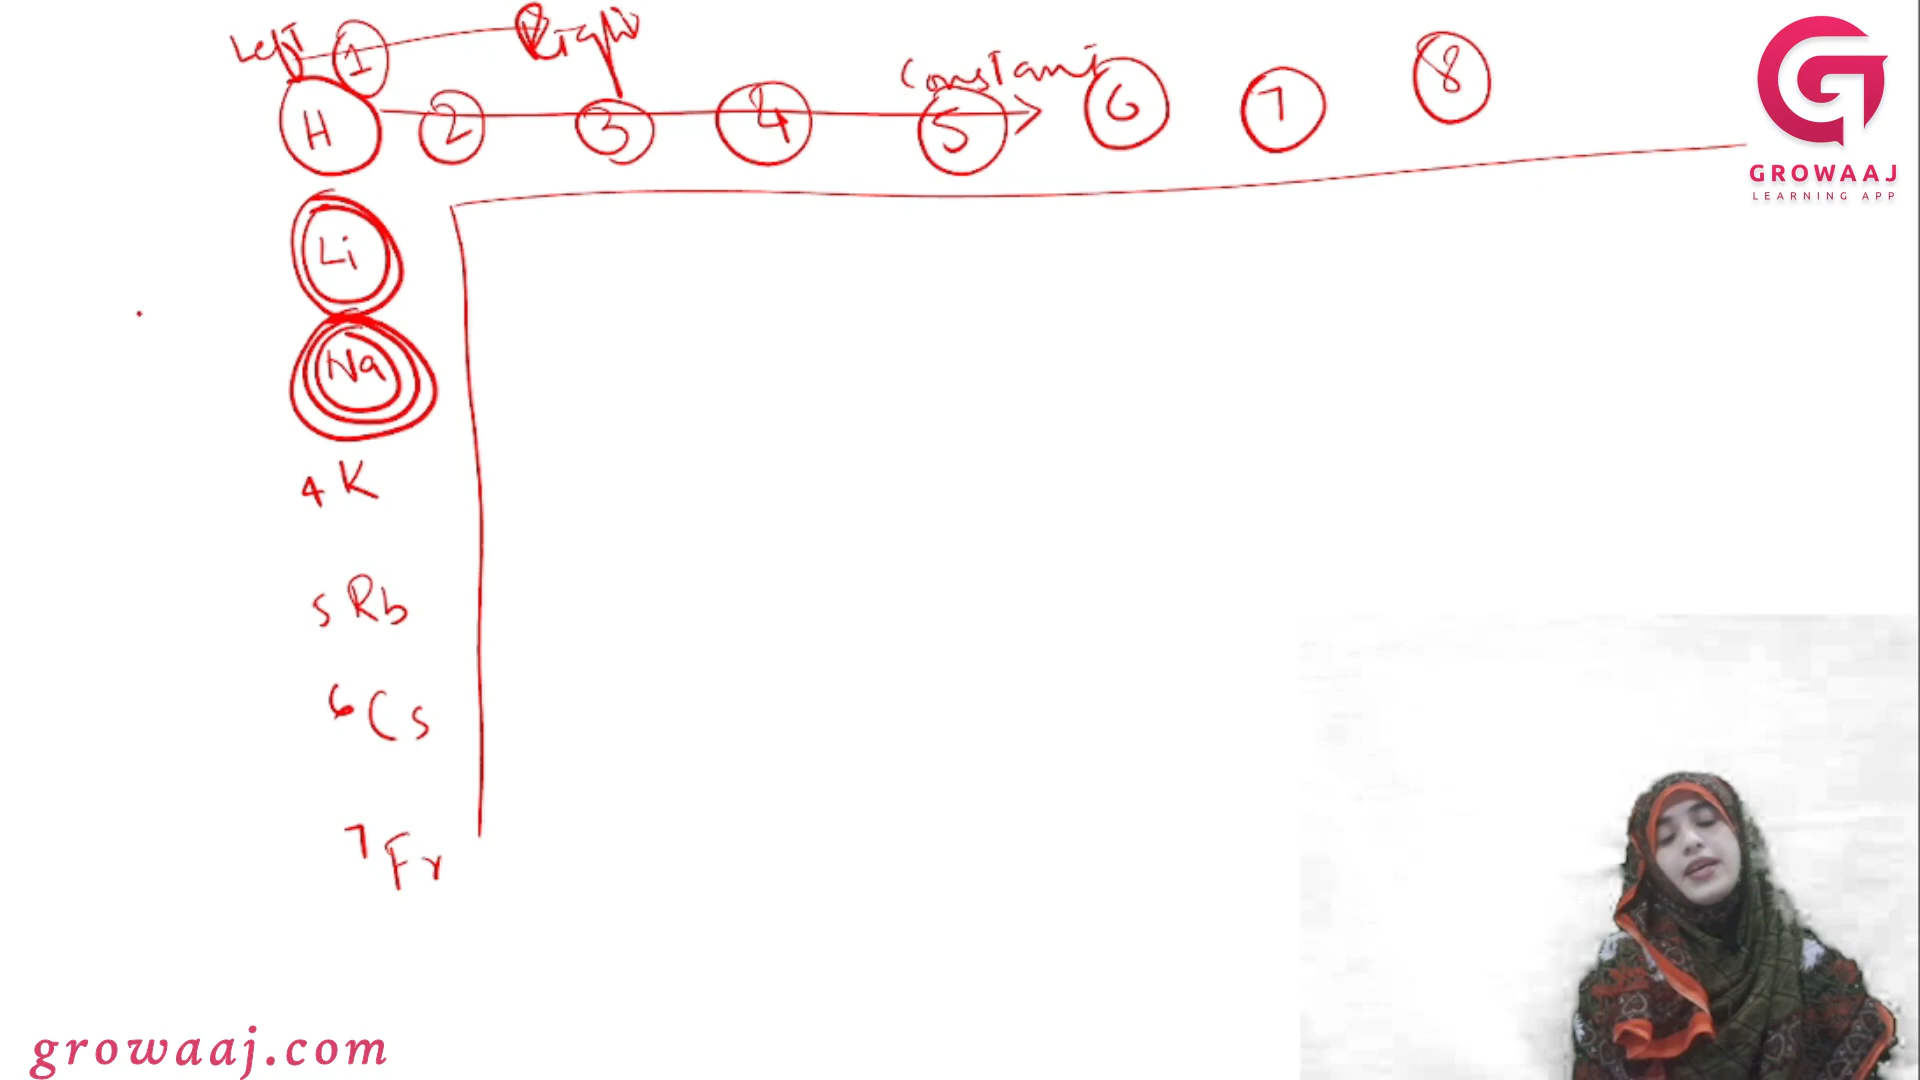 Left 1 Right
H 2 3 4 Constant 5 6 7 8
Li
Na
4 K
5 Rb
6 Cs
7 Fr
GROWAAJ
LEARNING APP
growaaj.com